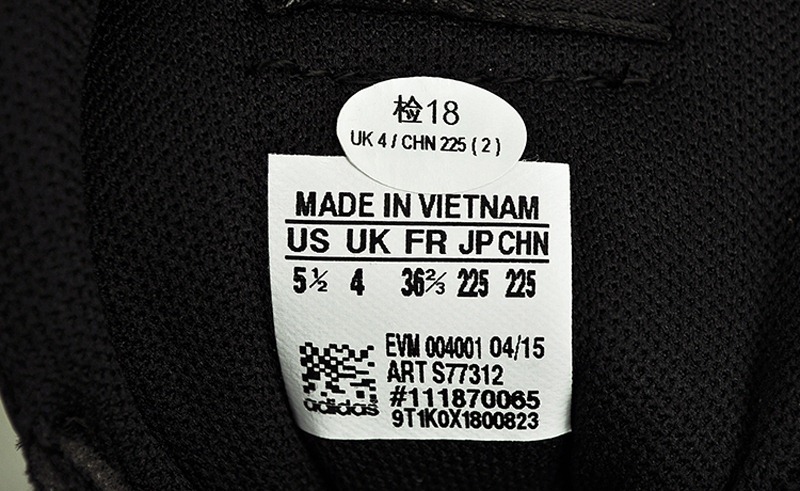 检18
UK 4 / CHN 225 ( 2 )
MADE IN VIETNAM
US UK FR JP CHN
5½ 4 36⅔ 225 225
EVM 004001 04/15
ART S77312
#111870065
adidas 9T1K0X1800823